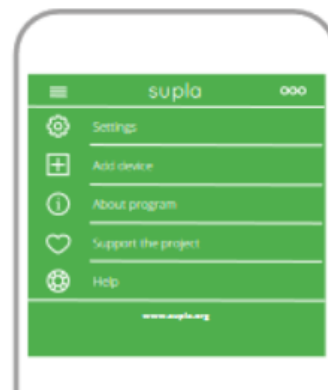 supla
Settings
Add device
About program
Support the project
Help
www.supla.org